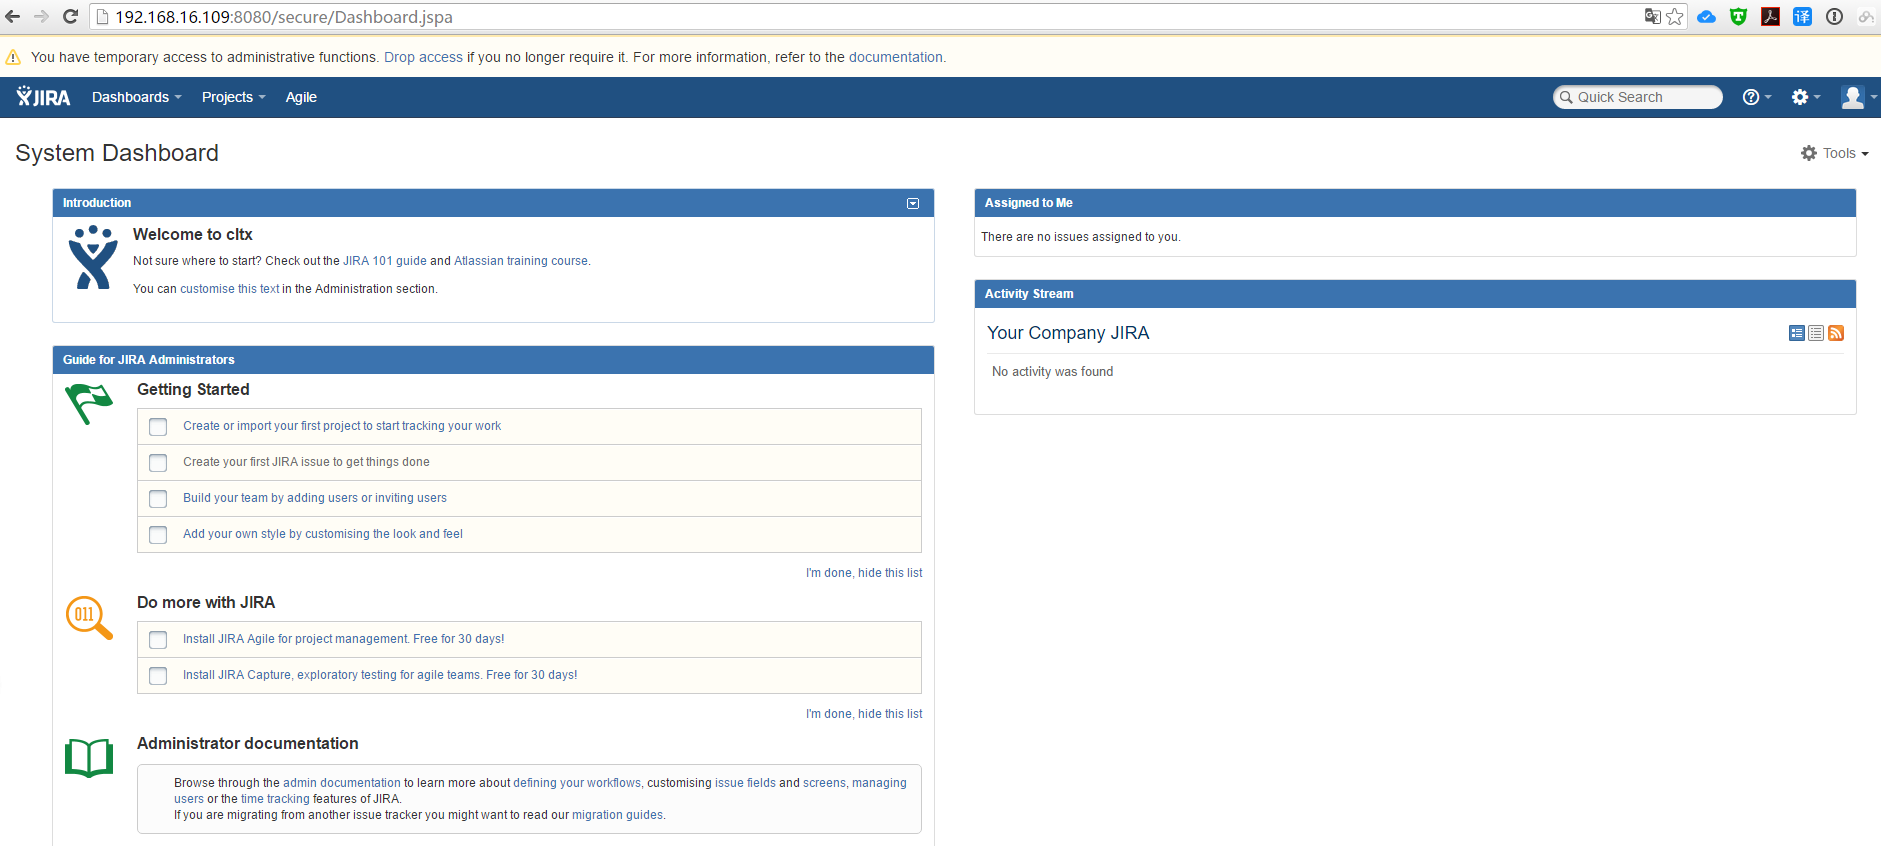 192.168.16.109:8080/secure/Dashboard.jspa
译
You have temporary access to administrative functions. Drop access if you no longer require it. For more information, refer to the documentation.
JIRA Dashboards Projects Agile Quick Search
System Dashboard
Tools
Introduction
Welcome to cltx
Not sure where to start? Check out the JIRA 101 guide and Atlassian training course.
You can customise this text in the Administration section.
Guide for JIRA Administrators
Getting Started
Create or import your first project to start tracking your work
Create your first JIRA issue to get things done
Build your team by adding users or inviting users
Add your own style by customising the look and feel
I'm done, hide this list
011
Do more with JIRA
Install JIRA Agile for project management. Free for 30 days!
Install JIRA Capture, exploratory testing for agile teams. Free for 30 days!
I'm done, hide this list
Administrator documentation
Browse through the admin documentation to learn more about defining your workflows, customising issue fields and screens, managing
users or the time tracking features of JIRA.
If you are migrating from another issue tracker you might want to read our migration guides.
Assigned to Me
There are no issues assigned to you.
Activity Stream
Your Company JIRA
No activity was found